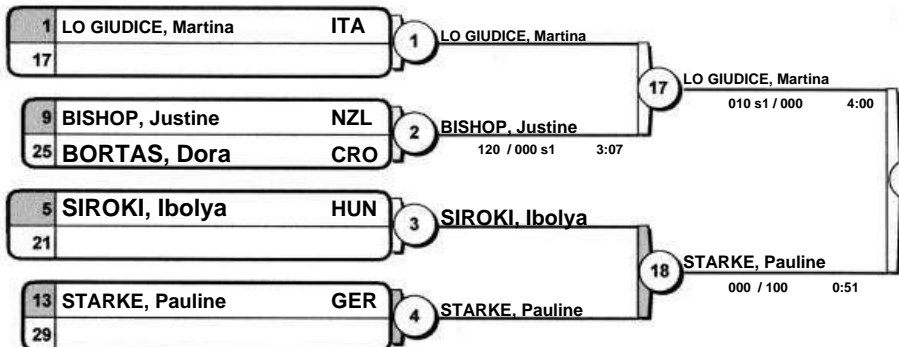 1 LO GIUDICE, Martina ITA
17
1
LO GIUDICE, Martina
9 BISHOP, Justine NZL
25 BORTAS, Dora CRO
2
BISHOP, Justine
120 / 000 s1 3:07
17
LO GIUDICE, Martina
010 s1 / 000 4:00
5 SIROKI, Ibolya HUN
21
3
SIROKI, Ibolya
13 STARKE, Pauline GER
29
4
STARKE, Pauline
18
STARKE, Pauline
000 / 100 0:51